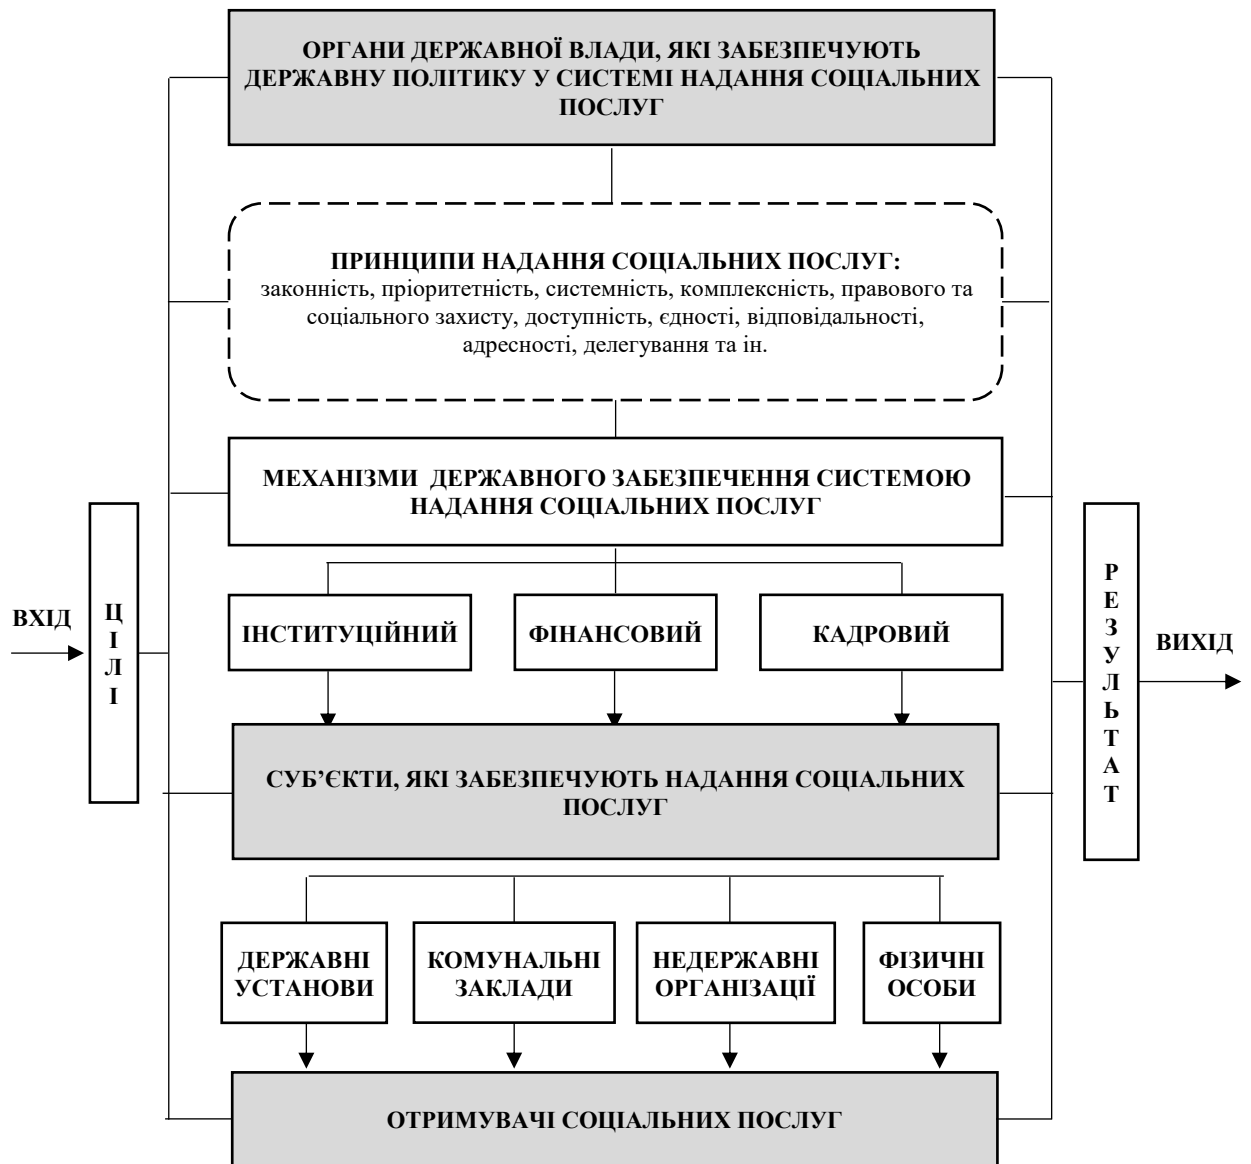 ОРГАНИ ДЕРЖАВНОЇ ВЛАДИ, ЯКІ ЗАБЕЗПЕЧУЮТЬ
ДЕРЖАВНУ ПОЛІТИКУ У СИСТЕМІ НАДАННЯ СОЦІАЛЬНИХ
ПОСЛУГ
ПРИНЦИПИ НАДАННЯ СОЦІАЛЬНИХ ПОСЛУГ:
законність, пріоритетність, системність, комплексність, правового та
соціального захисту, доступність, єдності, відповідальності,
адресності, делегування та ін.
МЕХАНІЗМИ ДЕРЖАВНОГО ЗАБЕЗПЕЧЕННЯ СИСТЕМОЮ
НАДАННЯ СОЦІАЛЬНИХ ПОСЛУГ
ВХІД
ЦІЛІ
ІНСТИТУЦІЙНИЙ
ФІНАНСОВИЙ
КАДРОВИЙ
РЕЗУЛЬТАТ
ВИХІД
СУБ’ЄКТИ, ЯКІ ЗАБЕЗПЕЧУЮТЬ НАДАННЯ СОЦІАЛЬНИХ
ПОСЛУГ
ДЕРЖАВНІ
УСТАНОВИ
КОМУНАЛЬНІ
ЗАКЛАДИ
НЕДЕРЖАВНІ
ОРГАНІЗАЦІЇ
ФІЗИЧНІ
ОСОБИ
ОТРИМУВАЧІ СОЦІАЛЬНИХ ПОСЛУГ